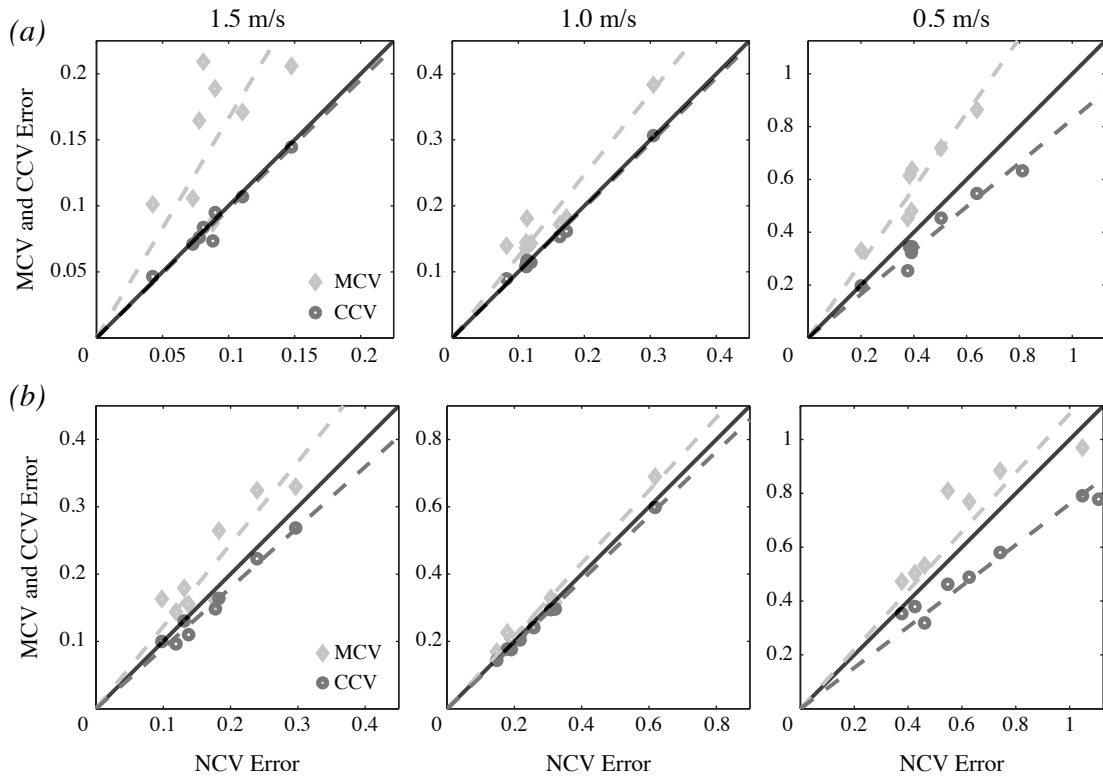 1.5 m/s 1.0 m/s 0.5 m/s
(a)
MCV and CCV Error
0.2 0.4 1
0.15 0.3 0.8
0.6
0.1 0.2 0.4
0.05 0.1 0.2
MCV
CCV
0 0.05 0.1 0.15 0.2 0 0.1 0.2 0.3 0.4 0 0.2 0.4 0.6 0.8 1
(b)
MCV and CCV Error
0.4 0.8 1
0.3 0.6 0.8
0.6
0.2 0.4 0.4
0.1 0.2 0.2
MCV
CCV
0 0.1 0.2 0.3 0.4 0 0.2 0.4 0.6 0.8 0 0.2 0.4 0.6 0.8 1
NCV Error NCV Error NCV Error